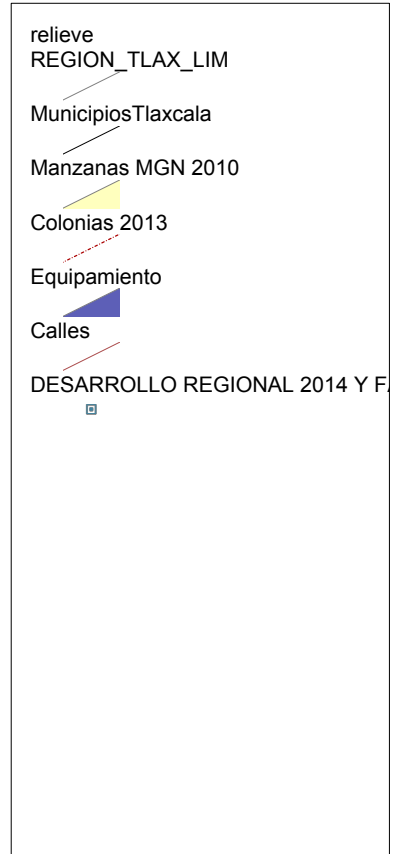 relieve
REGION_TLAX_LIM
MunicipiosTlaxcala
Manzanas MGN 2010
Colonias 2013
Equipamiento
Calles
DESARROLLO REGIONAL 2014 Y